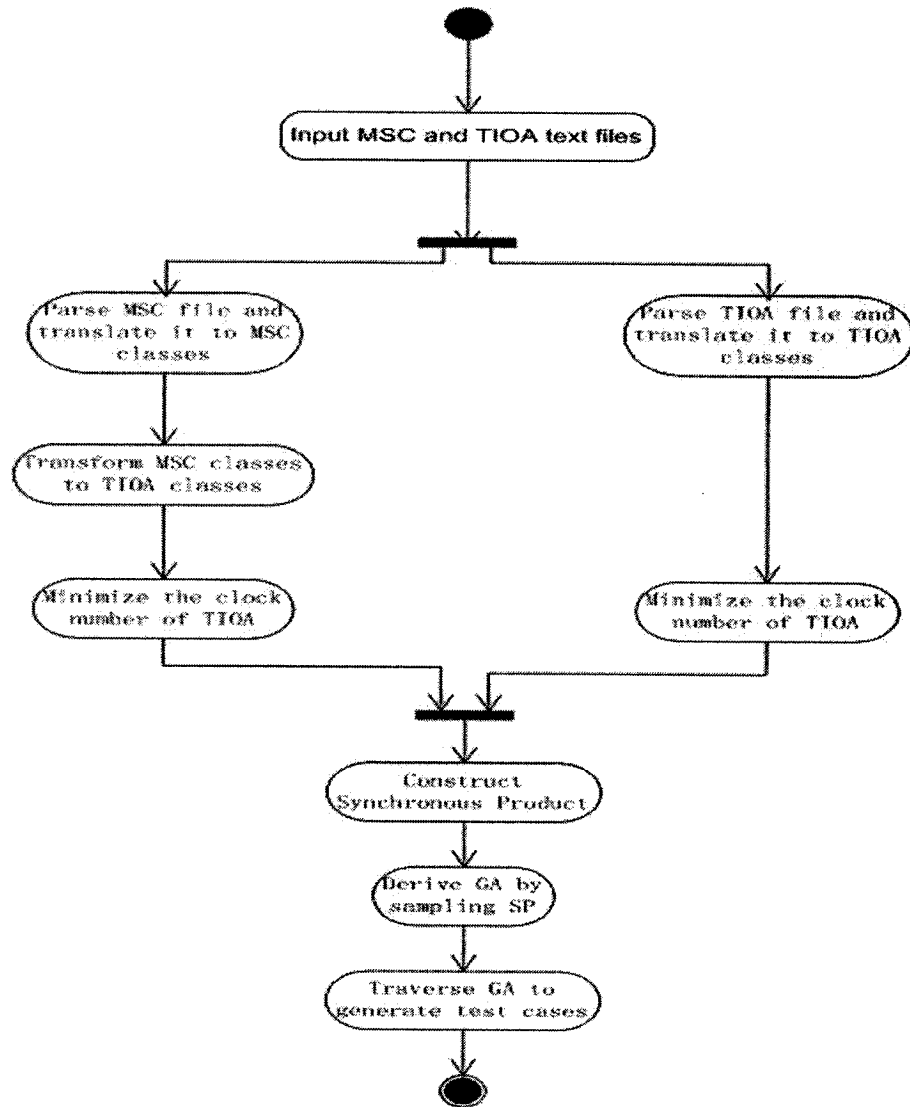 Input MSC and TIOA text files
Parse MSC file and
translate it to MSC
classes
Parse TIOA file and
translate it to TIOA
classes
Transform MSC classes
to TIOA classes
Minimize the clock
number of TIOA
Minimize the clock
number of TIOA
Construct
Synchronous Product
Derive GA by
sampling SP
Traverse GA to
generate test cases